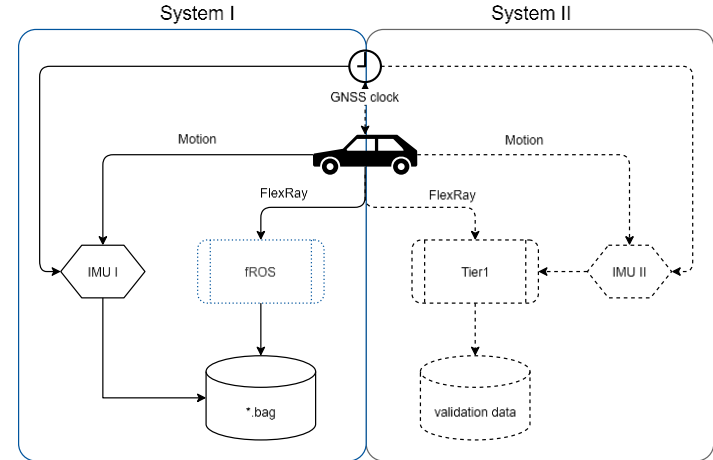 System I
System II
GNSS clock
Motion
Motion
FlexRay
FlexRay
IMU I
fROS
Tier1
IMU II
*.bag
validation data